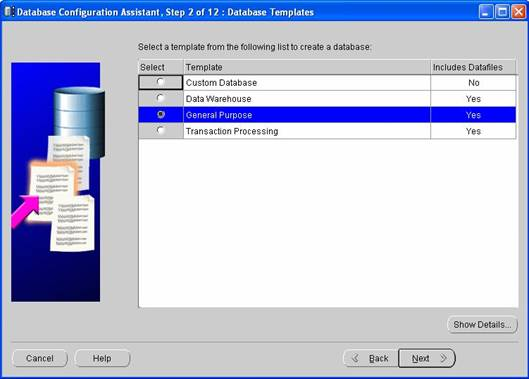 Database Configuration Assistant, Step 2 of 12 : Database Templates
Select a template from the following list to create a database:
Select Template Includes Datafiles
Custom Database No
Data Warehouse Yes
General Purpose Yes
Transaction Processing Yes
Show Details...
Cancel Help Back Next